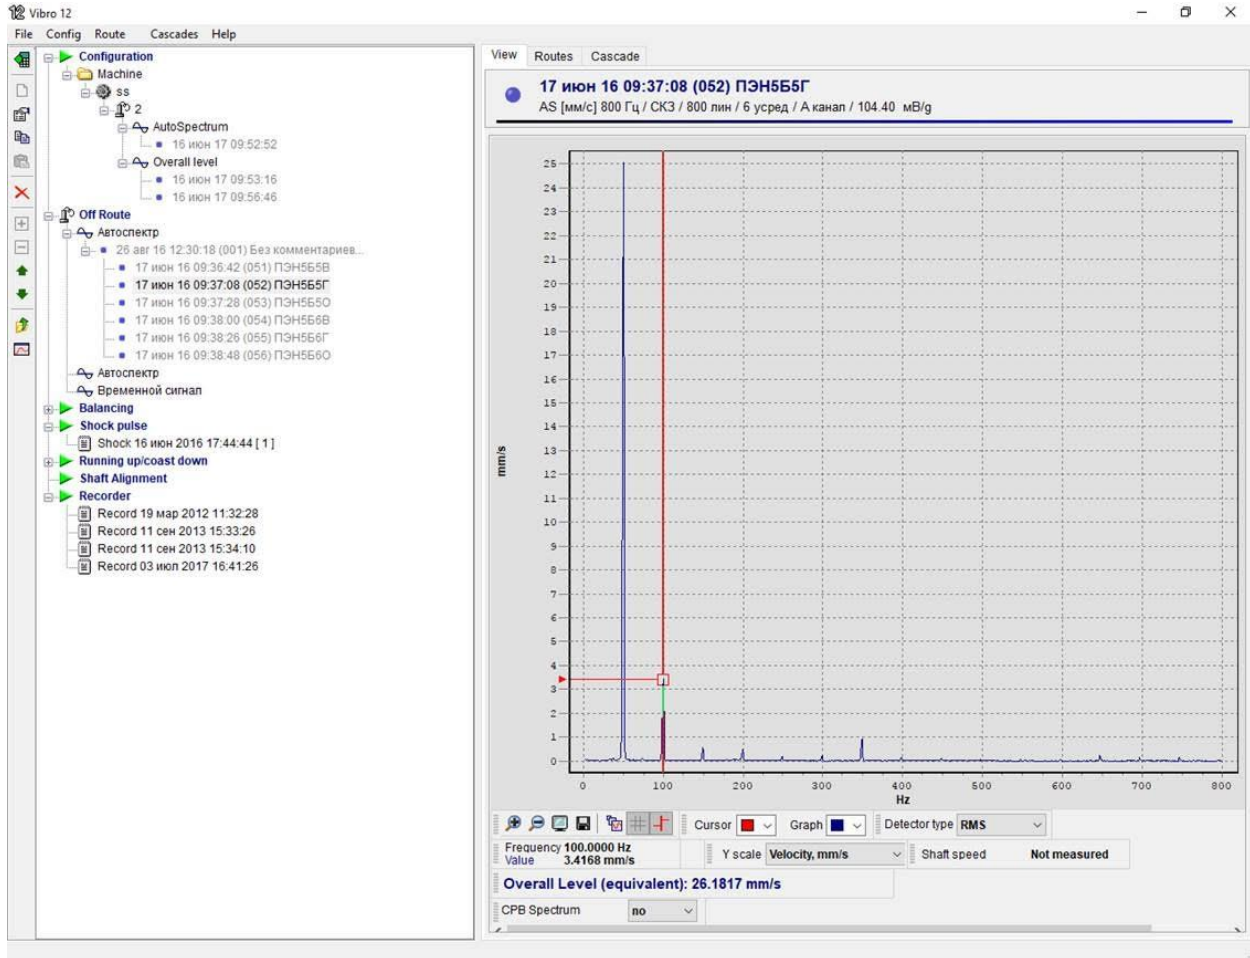 Vibro 12
File Config Route Cascades Help
Configuration
Machine
ss
2
AutoSpectrum
16 июн 17 09:52:52
Overall level
16 июн 17 09:53:16
16 июн 17 09:56:46
Off Route
Автоспектр
26 авг 16 12:30:18 (001) Без комментариев...
17 июн 16 09:36:42 (051) ПЭН5Б5В
17 июн 16 09:37:08 (052) ПЭН5Б5Г
17 июн 16 09:37:28 (053) ПЭН5Б5О
17 июн 16 09:38:00 (054) ПЭН5Б6В
17 июн 16 09:38:26 (055) ПЭН5Б6Г
17 июн 16 09:38:48 (056) ПЭН5Б6О
Автоспектр
Временной сигнал
Balancing
Shock pulse
Shock 16 июн 2016 17:44:44 [ 1 ]
Running up/coast down
Shaft Alignment
Recorder
Record 19 мар 2012 11:32:28
Record 11 сен 2013 15:33:26
Record 11 сен 2013 15:34:10
Record 03 июл 2017 16:41:26
View Routes Cascade
17 июн 16 09:37:08 (052) ПЭН5Б5Г
AS [мм/с] 800 Гц / СКЗ / 800 лин / 6 усред / А канал / 104.40 мВ/g
25
24
23
22
21
20
19
18
17
16
15
14
13
12
11
10
9
8
7
6
5
4
3
2
1
0
mm/s
0 100 200 300 400 500 600 700 800
Hz
Cursor Graph Detector type RMS
Frequency 100.0000 Hz
Value 3.4168 mm/s
Y scale Velocity, mm/s Shaft speed Not measured
Overall Level (equivalent): 26.1817 mm/s
CPB Spectrum no